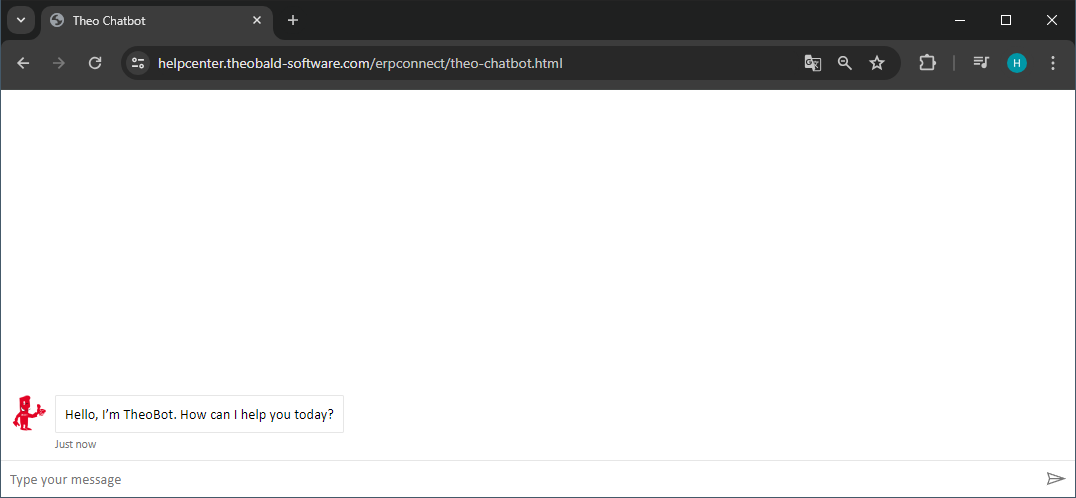 Theo Chatbot
helpcenter.theobald-software.com/erpconnect/theo-chatbot.html
H
Hello, I’m TheoBot. How can I help you today?
Just now
Type your message